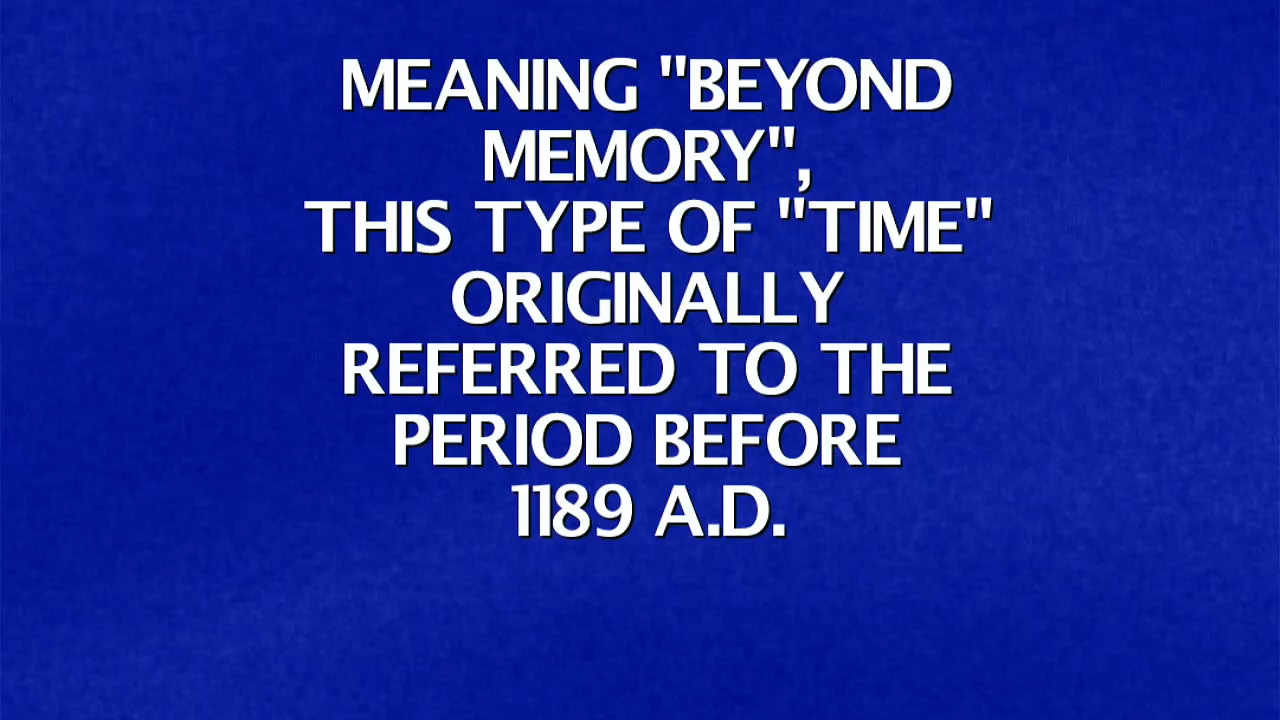 MEANING "BEYOND
MEMORY",
THIS TYPE OF "TIME"
ORIGINALLY
REFERRED TO THE
PERIOD BEFORE
1189 A.D.